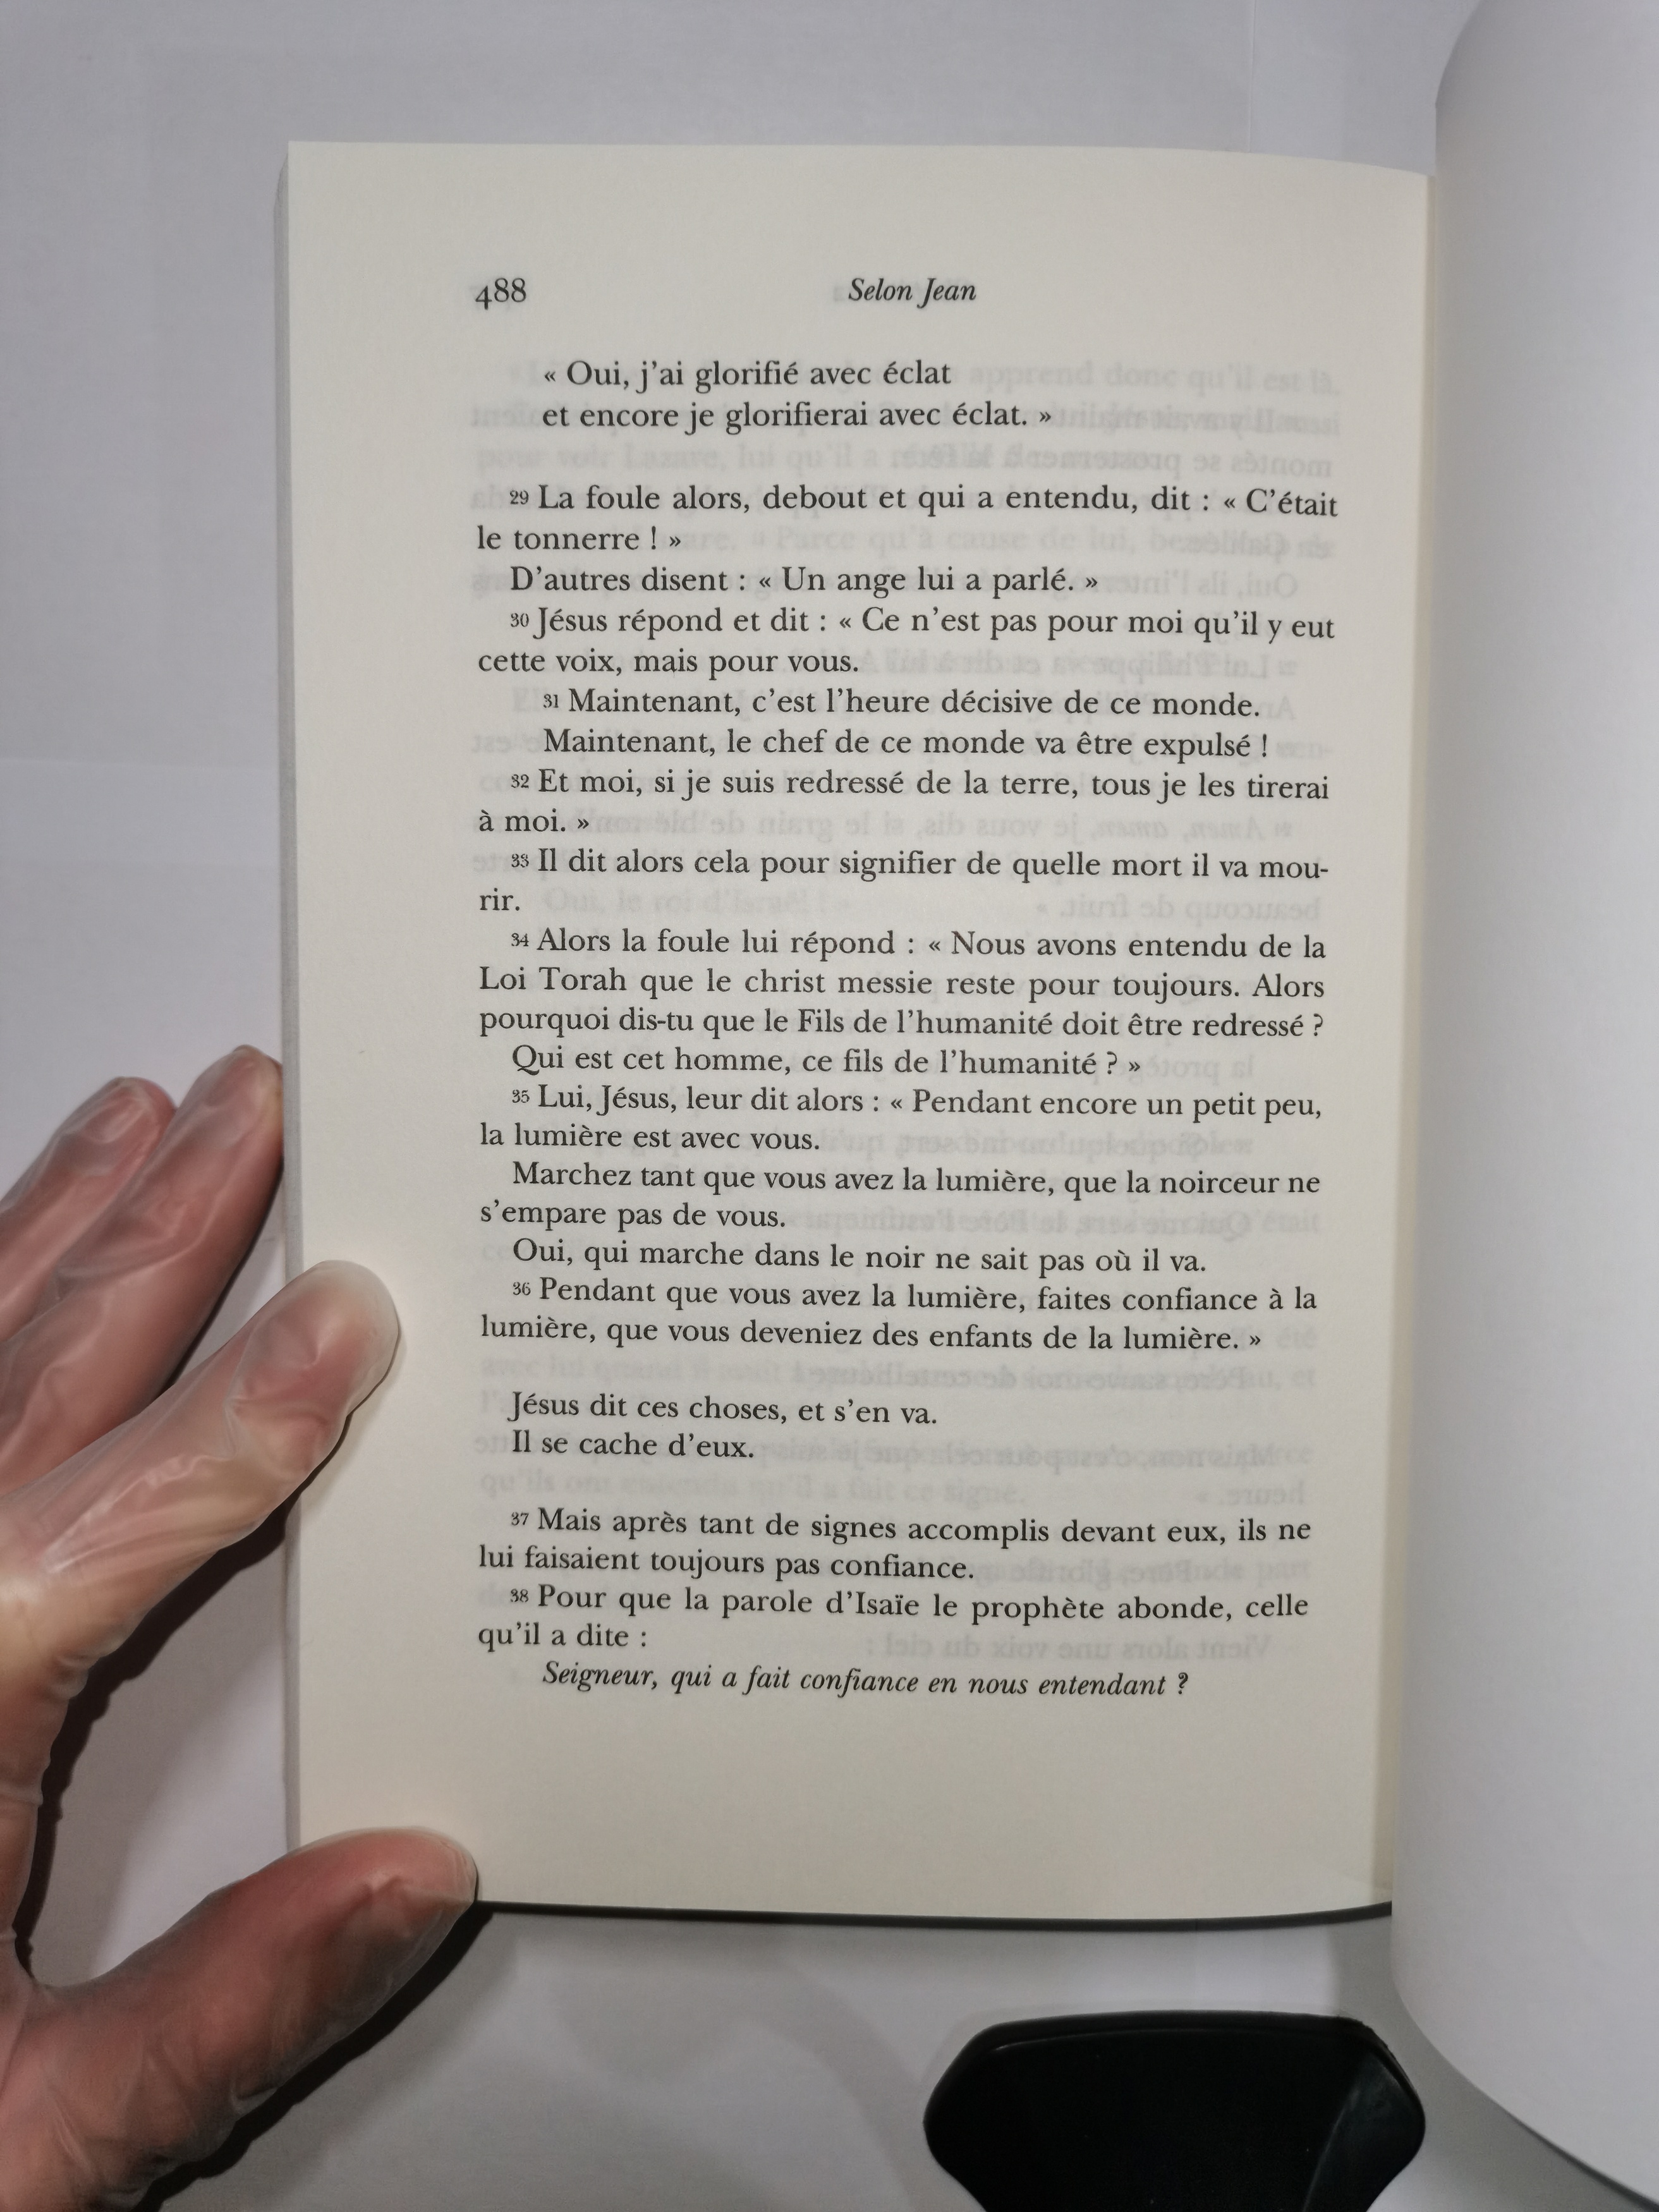 488
Selon Jean
« Oui, j’ai glorifié avec éclat
et encore je glorifierai avec éclat. »
29 La foule alors, debout et qui a entendu, dit : « C’était
le tonnerre ! »
D’autres disent : « Un ange lui a parlé. »
30 Jésus répond et dit : « Ce n’est pas pour moi qu’il y eut
cette voix, mais pour vous.
31 Maintenant, c’est l’heure décisive de ce monde.
Maintenant, le chef de ce monde va être expulsé !
32 Et moi, si je suis redressé de la terre, tous je les tirerai
à moi. »
33 Il dit alors cela pour signifier de quelle mort il va mou-
rir.
34 Alors la foule lui répond : « Nous avons entendu de la
Loi Torah que le christ messie reste pour toujours. Alors
pourquoi dis-tu que le Fils de l’humanité doit être redressé ?
Qui est cet homme, ce fils de l’humanité ? »
35 Lui, Jésus, leur dit alors : « Pendant encore un petit peu,
la lumière est avec vous.
Marchez tant que vous avez la lumière, que la noirceur ne
s’empare pas de vous.
Oui, qui marche dans le noir ne sait pas où il va.
36 Pendant que vous avez la lumière, faites confiance à la
lumière, que vous deveniez des enfants de la lumière. »
Jésus dit ces choses, et s’en va.
Il se cache d’eux.
37 Mais après tant de signes accomplis devant eux, ils ne
lui faisaient toujours pas confiance.
38 Pour que la parole d’Isaïe le prophète abonde, celle
qu’il a dite :
Seigneur, qui a fait confiance en nous entendant ?